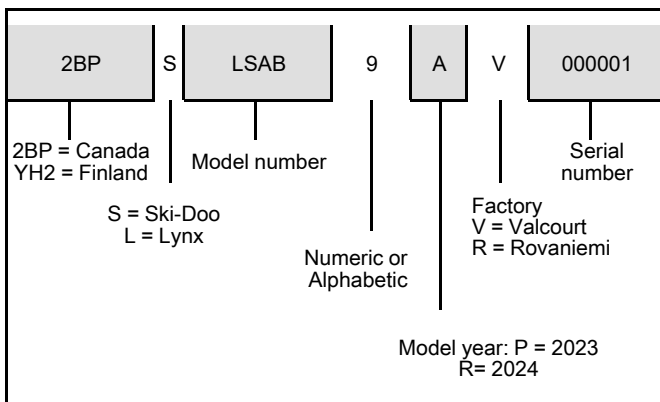 2BP S LSAB 9 A V 000001
2BP = Canada
YH2 = Finland
Model number
Serial
number
S = Ski-Doo
L = Lynx
Factory
V = Valcourt
R = Rovaniemi
Numeric or
Alphabetic
Model year: P = 2023
R= 2024